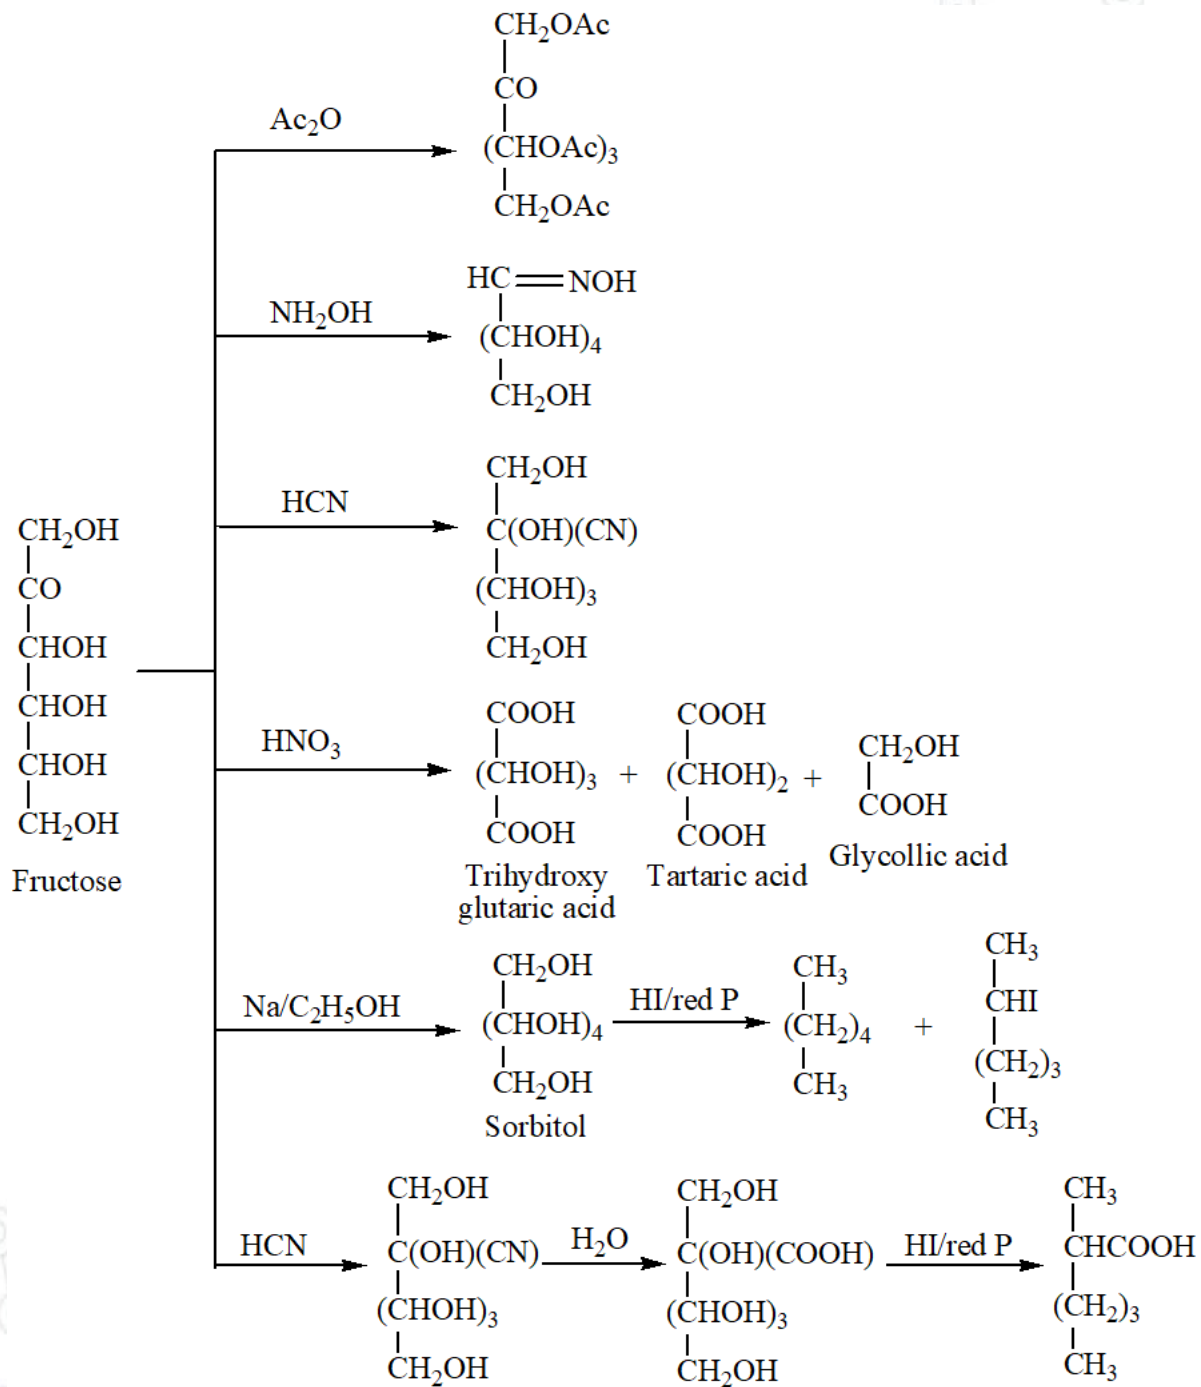 CH₂OAc
CO
Ac₂O
(CHOAc)₃
CH₂OAc
HC═NOH
NH₂OH
(CHOH)₄
CH₂OH
CH₂OH
HCN
C(OH)(CN)
(CHOH)₃
CH₂OH
CH₂OH
CO
CHOH
CHOH
CHOH
CH₂OH
Fructose
HNO₃
COOH
(CHOH)₃
COOH
Trihydroxy
glutaric acid
+
COOH
(CHOH)₂
COOH
Tartaric acid
+
CH₂OH
COOH
Glycollic acid
Na/C₂H₅OH
CH₂OH
(CHOH)₄
CH₂OH
Sorbitol
HI/red P
CH₃
(CH₂)₄
CH₃
+
CH₃
CHI
(CH₂)₃
CH₃
HCN
CH₂OH
C(OH)(CN)
(CHOH)₃
CH₂OH
H₂O
CH₂OH
C(OH)(COOH)
(CHOH)₃
CH₂OH
HI/red P
CH₃
CHCOOH
(CH₂)₃
CH₃